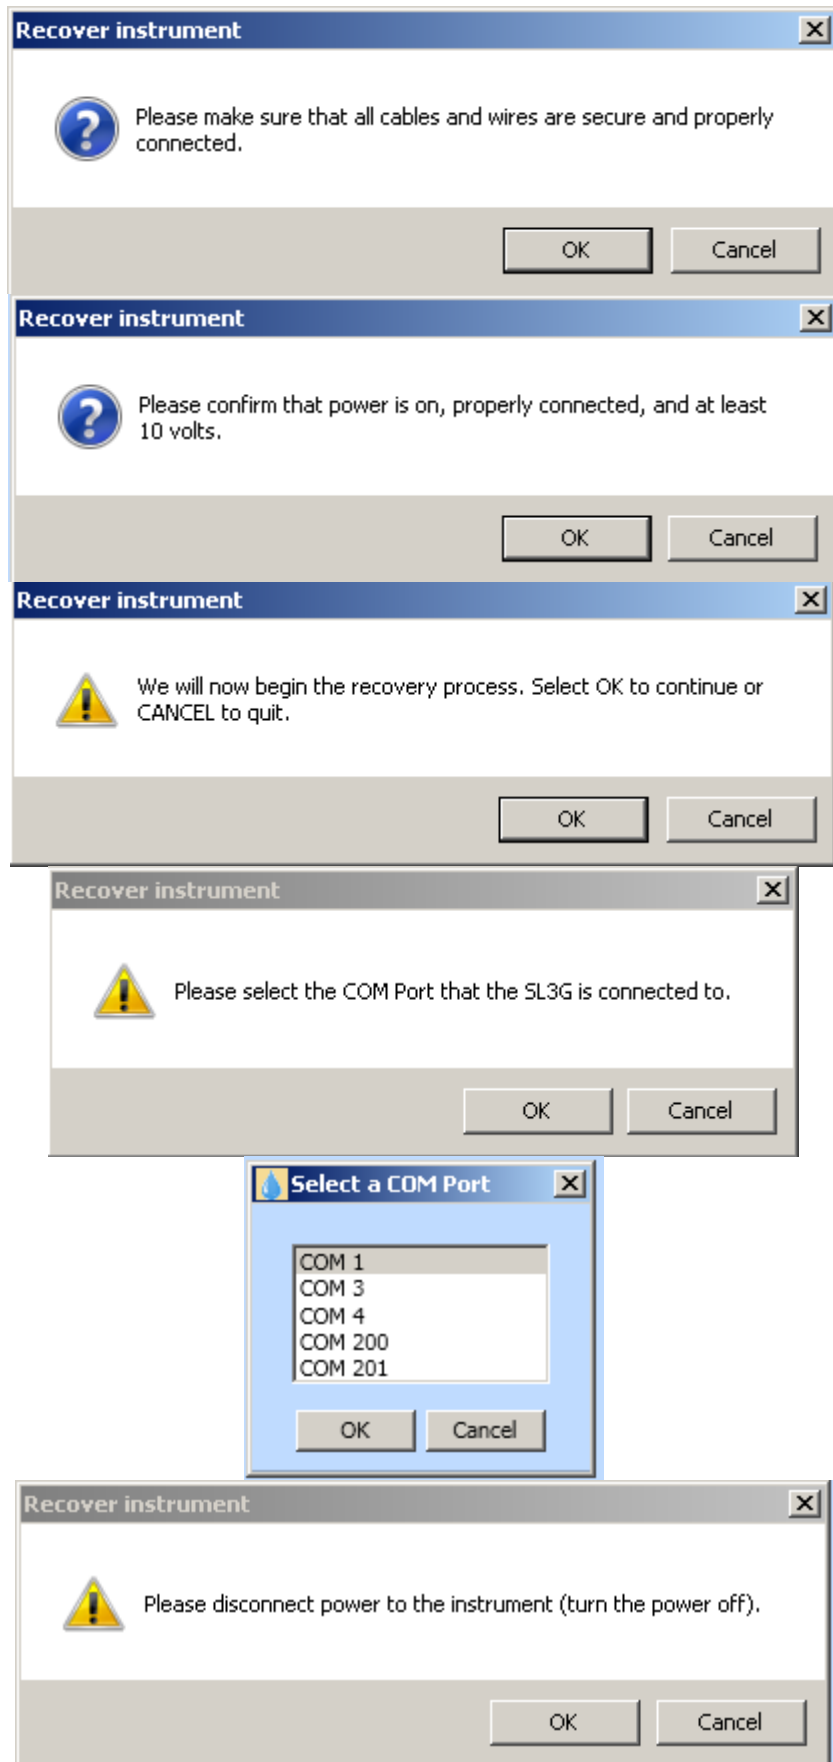 Recover instrument
Please make sure that all cables and wires are secure and properly
connected.
OK Cancel
Recover instrument
Please confirm that power is on, properly connected, and at least
10 volts.
OK Cancel
Recover instrument
We will now begin the recovery process. Select OK to continue or
CANCEL to quit.
OK Cancel
Recover instrument
Please select the COM Port that the SL3G is connected to.
OK Cancel
Select a COM Port
COM 1
COM 3
COM 4
COM 200
COM 201
OK Cancel
Recover instrument
Please disconnect power to the instrument (turn the power off).
OK Cancel